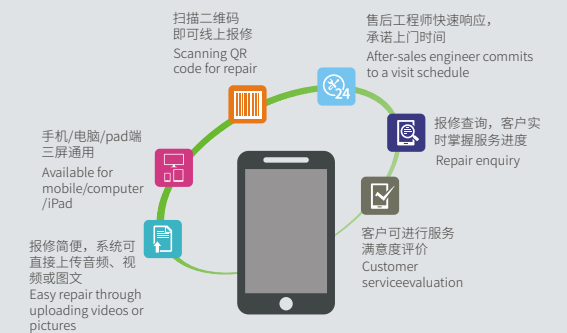 扫描二维码
即可线上报修
Scanning QR
code for repair
售后工程师快速响应，
承诺上门时间
After-sales engineer commits
to a visit schedule
24
手机/电脑/pad端
三屏通用
Available for
mobile/computer
/iPad
报修查询，客户实
时掌握服务进度
Repair enquiry
报修简便，系统可
直接上传音频、视
频或图文
Easy repair through
uploading videos or
pictures
客户可进行服务
满意度评价
Customer
serviceevaluation